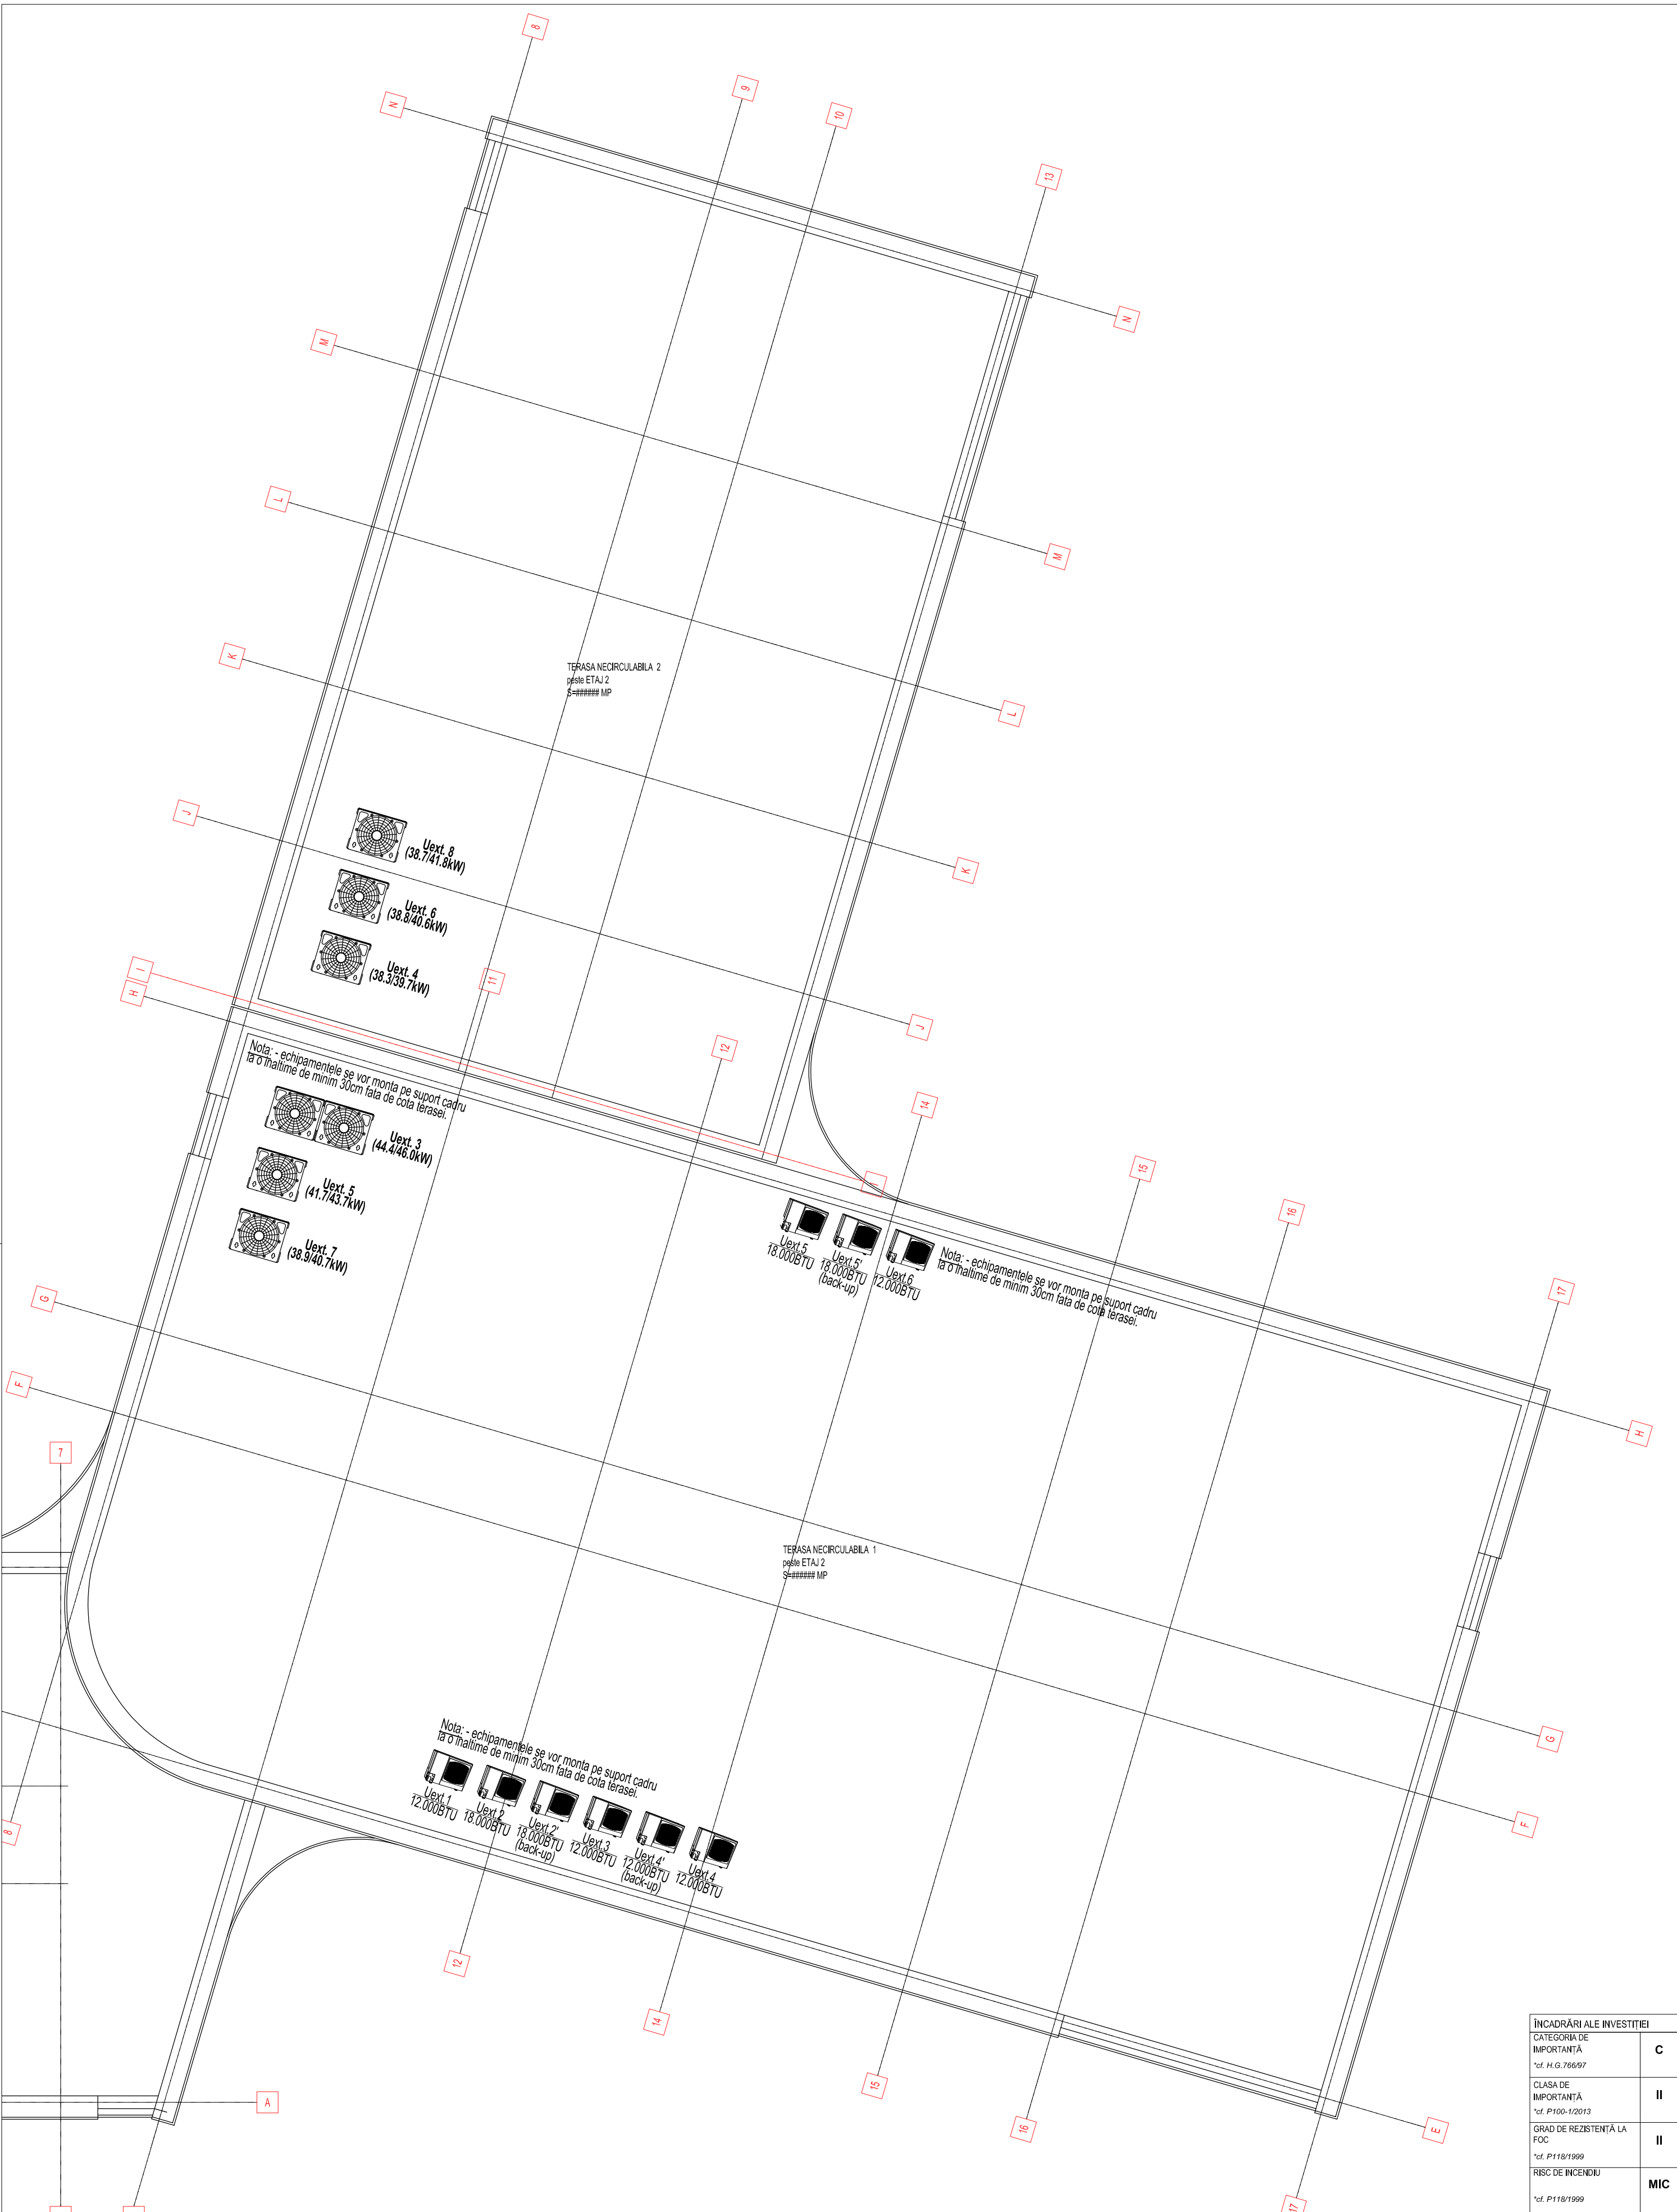 8
N
9
10
13
N
M
L
M
TERASA NECIRCULABILA 2
peste ETAJ 2
S=###### MP
K
L
J
Uext. 8
(38.7/41.8kW)
K
Uext. 6
(38.8/40.6kW)
Uext. 4
(38.3/39.7kW)
I
H
11
J
12
Nota: - echipamentele se vor monta pe suport cadru
la o inaltime de minim 30cm fata de cota terasei.
14
Uext. 3
(44.4/46.0kW)
15
Uext. 5
(41.7/43.7kW)
I
16
Uext. 7
(38.9/40.7kW)
Uext.5
18.000BTU
Uext.5'
18.000BTU
(back-up)
Uext.6
12.000BTU
Nota: - echipamentele se vor monta pe suport cadru
la o inaltime de minim 30cm fata de cota terasei.
G
17
F
H
7
TERASA NECIRCULABILA 1
peste ETAJ 2
S=###### MP
Nota: - echipamentele se vor monta pe suport cadru
la o inaltime de minim 30cm fata de cota terasei.
G
Uext.1
12.000BTU
Uext.2
18.000BTU
Uext.2'
18.000BTU
(back-up)
Uext.3
12.000BTU
Uext.4'
12.000BTU
(back-up)
Uext.4
12.000BTU
8
F
12
14
15
16
A
E
17
ÎNCADRĂRI ALE INVESTIȚIEI
CATEGORIA DE
IMPORTANȚĂ
C
*cf. H.G.766/97
CLASA DE
IMPORTANȚĂ
II
*cf. P100-1/2013
GRAD DE REZISTENȚĂ LA
FOC
II
*cf. P118/1999
RISC DE INCENDIU
MIC
*cf. P118/1999